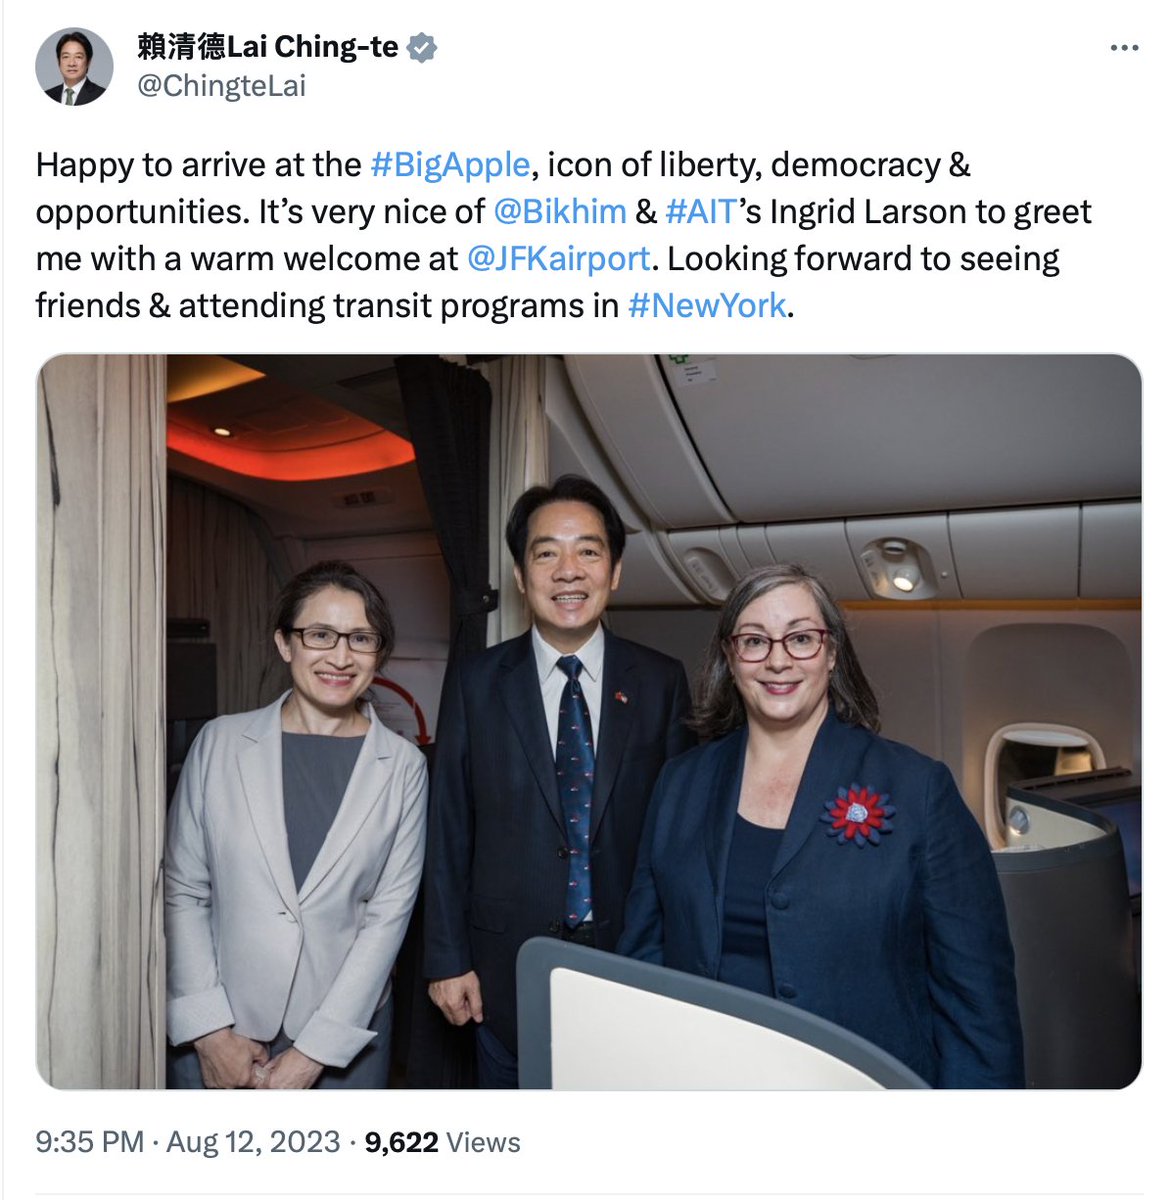 賴清德Lai Ching-te
@ChingteLai
Happy to arrive at the #BigApple, icon of liberty, democracy &
opportunities. It’s very nice of @Bikhim & #AIT’s Ingrid Larson to greet
me with a warm welcome at @JFKairport. Looking forward to seeing
friends & attending transit programs in #NewYork.
9:35 PM · Aug 12, 2023 · 9,622 Views